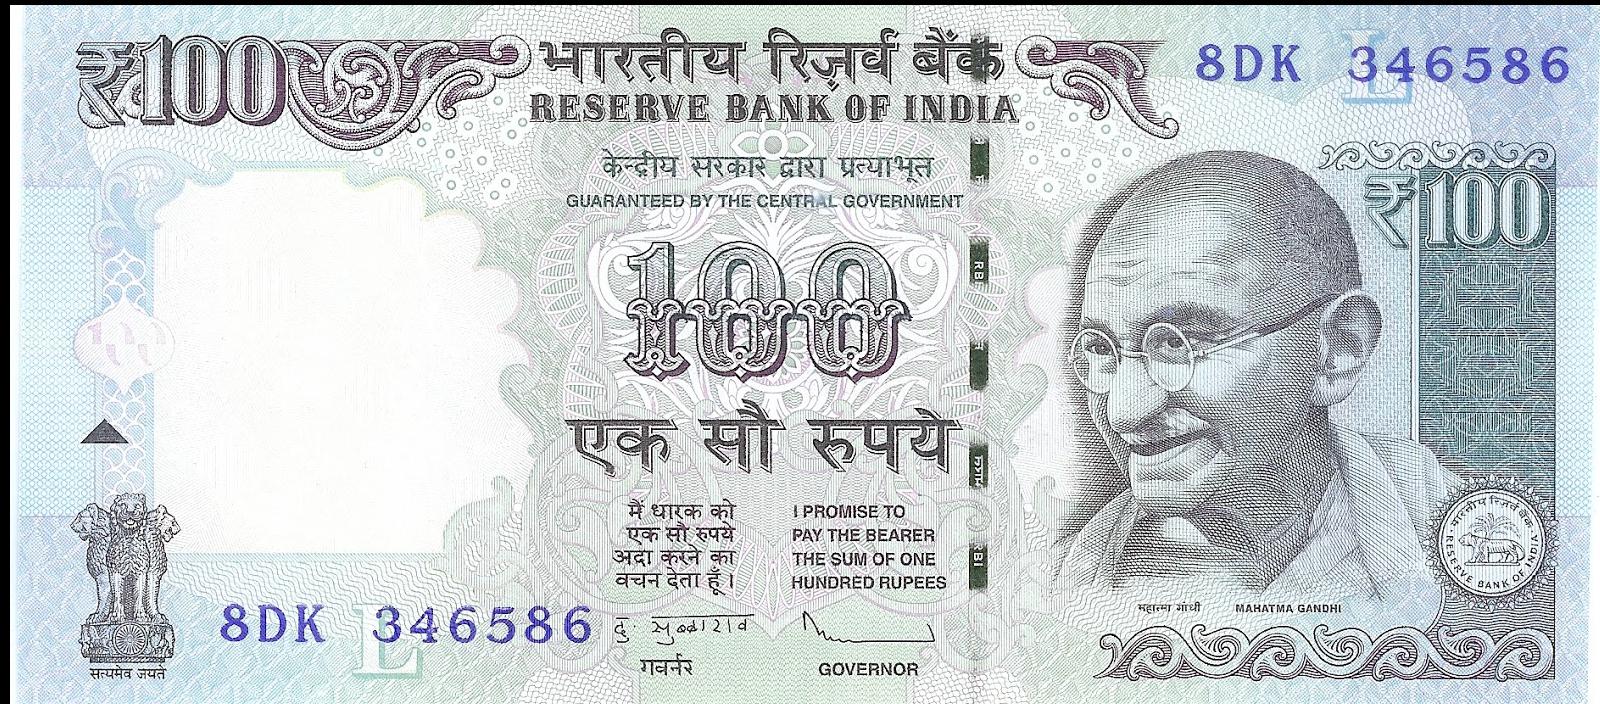 ₹100
भारतीय रिज़र्व बैंक
RESERVE BANK OF INDIA
8DK 346586
L
केन्द्रीय सरकार द्वारा प्रत्याभूत
GUARANTEED BY THE CENTRAL GOVERNMENT
₹100
100
RBI
एक सौ रुपये
मैं धारक को
एक सौ रुपये
अदा करने का
वचन देता हूँ।
I PROMISE TO
PAY THE BEARER
THE SUM OF ONE
HUNDRED RUPEES
RBI
भारतीय रिज़र्व बैंक
RESERVE BANK OF INDIA
महात्मा गांधी
MAHATMA GANDHI
8DK 346586
L
दु. सुब्बाराव
गवर्नर
GOVERNOR
सत्यमेव जयते